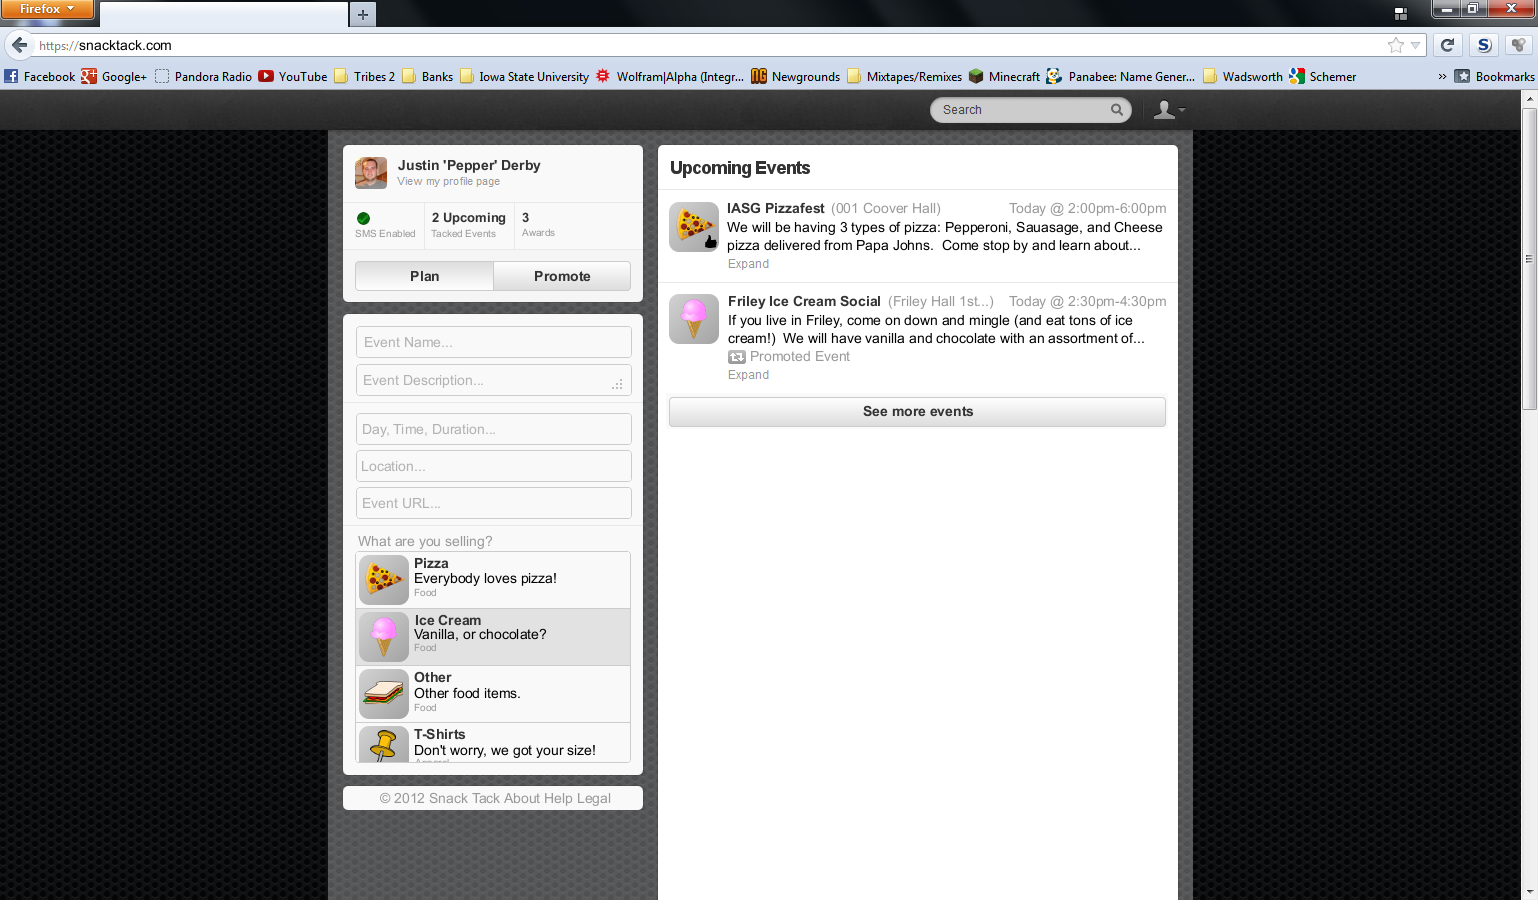 Firefox
https://snacktack.com
S
Facebook Google+ Pandora Radio YouTube Tribes 2 Banks Iowa State University Wolfram|Alpha (Integr... Newgrounds Mixtapes/Remixes Minecraft Panabee: Name Gener... Wadsworth Schemer » Bookmarks
Search
Justin 'Pepper' Derby
View my profile page
SMS Enabled
2 Upcoming
Tacked Events
3
Awards
Plan Promote
Event Name...
Event Description...
Day, Time, Duration...
Location...
Event URL...
What are you selling?
Pizza
Everybody loves pizza!
Food
Ice Cream
Vanilla, or chocolate?
Food
Other
Other food items.
Food
T-Shirts
Don't worry, we got your size!
© 2012 Snack Tack About Help Legal
Upcoming Events
IASG Pizzafest (001 Coover Hall) Today @ 2:00pm-6:00pm
We will be having 3 types of pizza: Pepperoni, Sauasage, and Cheese
pizza delivered from Papa Johns. Come stop by and learn about...
Expand
Friley Ice Cream Social (Friley Hall 1st...) Today @ 2:30pm-4:30pm
If you live in Friley, come on down and mingle (and eat tons of ice
cream!) We will have vanilla and chocolate with an assortment of...
Promoted Event
Expand
See more events